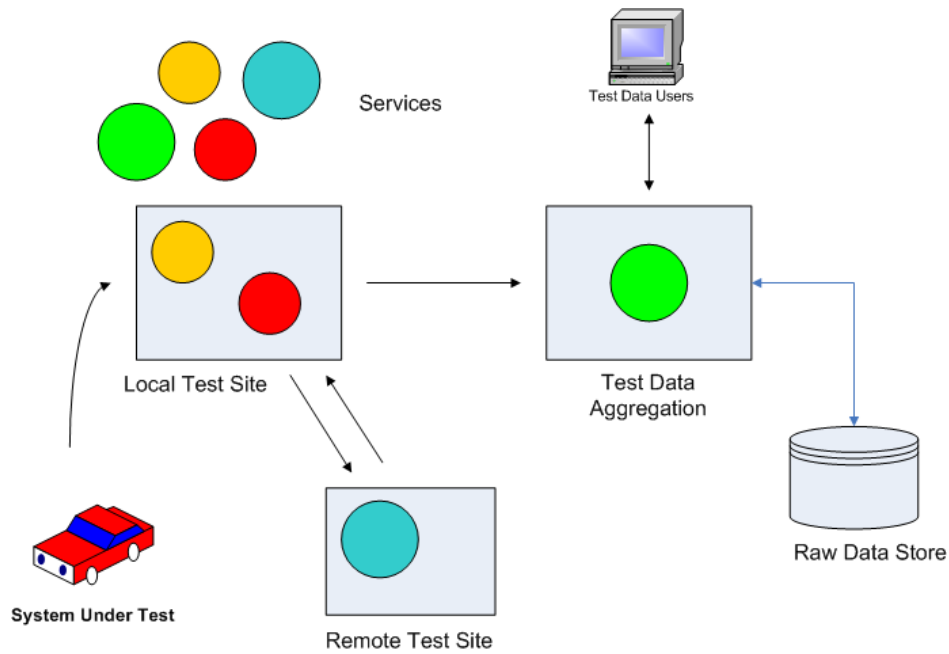 Services
Test Data Users
Local Test Site
Test Data
Aggregation
Raw Data Store
System Under Test
Remote Test Site